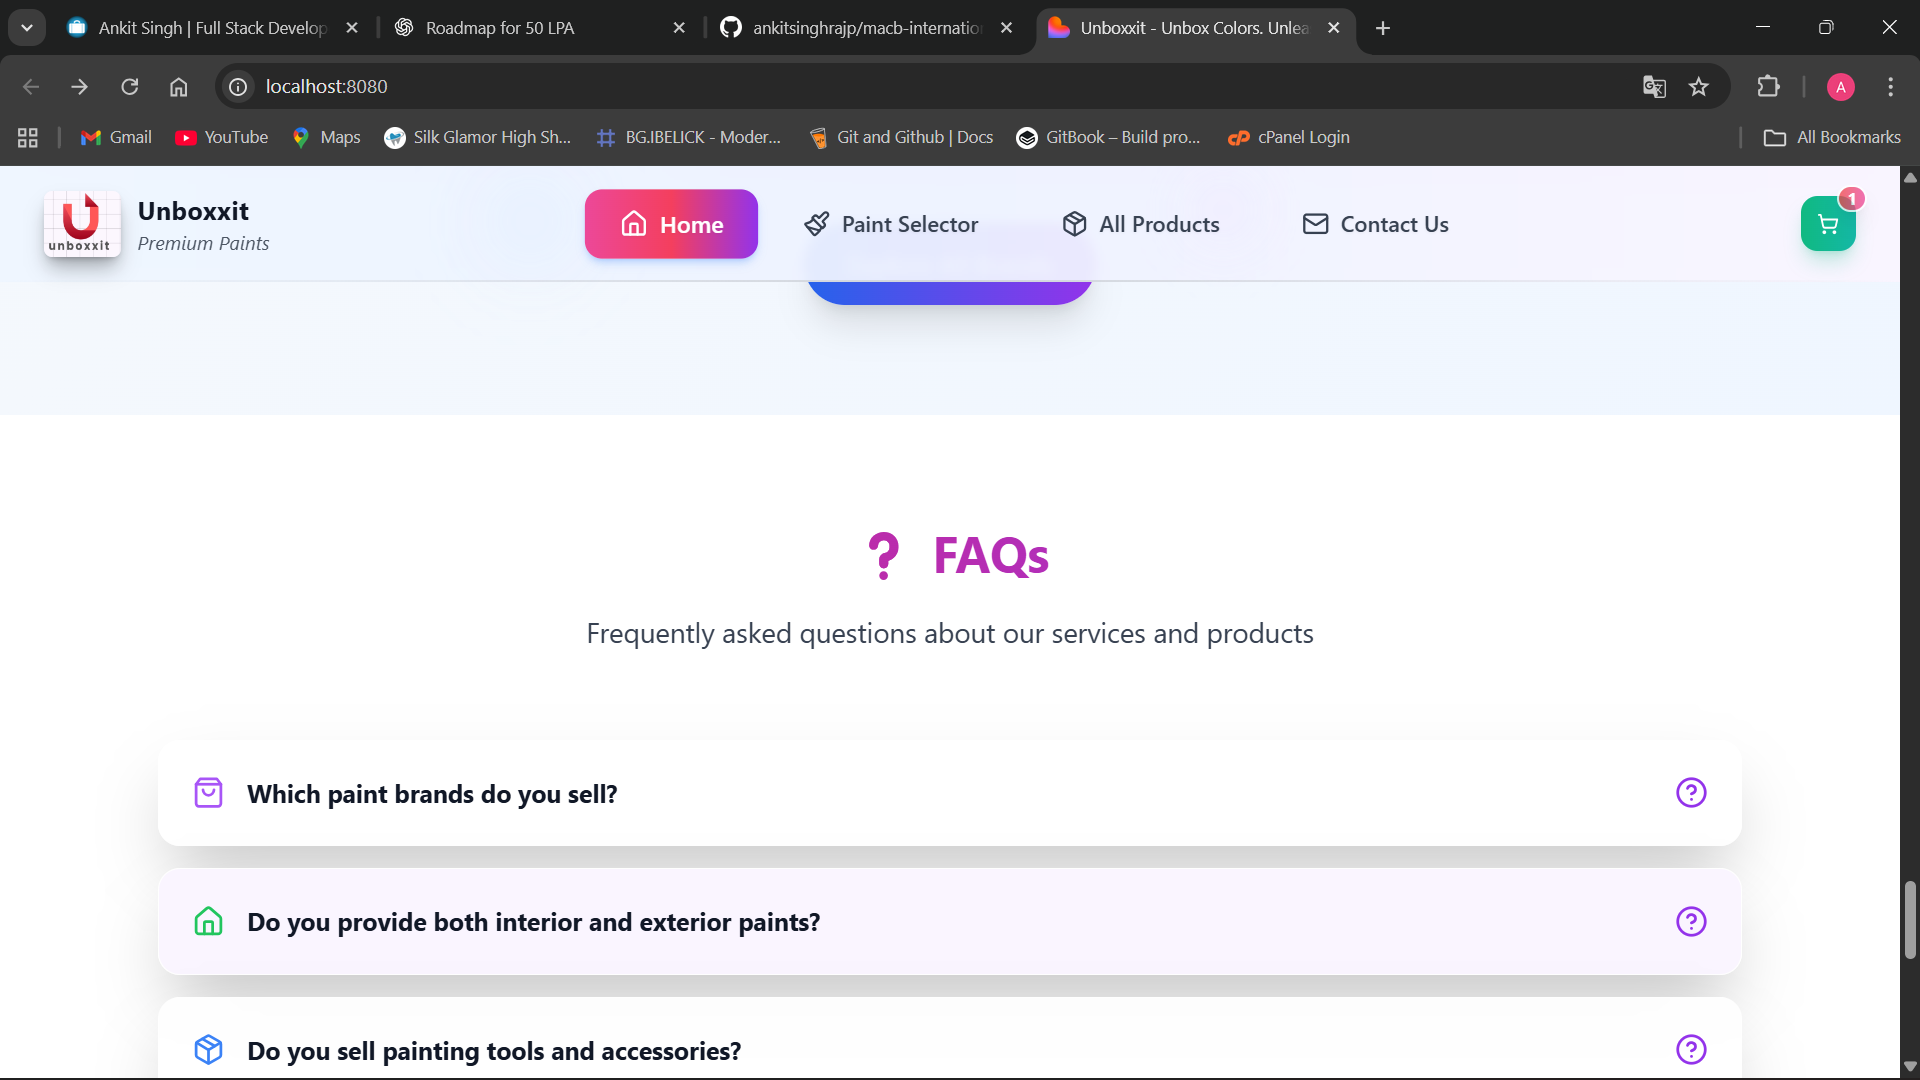 Ankit Singh | Full Stack Develop
Roadmap for 50 LPA
ankitsinghrajp/macb-internatio
Unboxxit - Unbox Colors. Unlea
localhost:8080
A
Gmail
YouTube
Maps
Silk Glamor High Sh...
BG.IBELICK - Moder...
Git and Github | Docs
GitBook – Build pro...
cPanel Login
All Bookmarks
unboxxit
Unboxxit
Premium Paints
Home
Paint Selector
All Products
Contact Us
1
? FAQs
Frequently asked questions about our services and products
Which paint brands do you sell?
Do you provide both interior and exterior paints?
Do you sell painting tools and accessories?